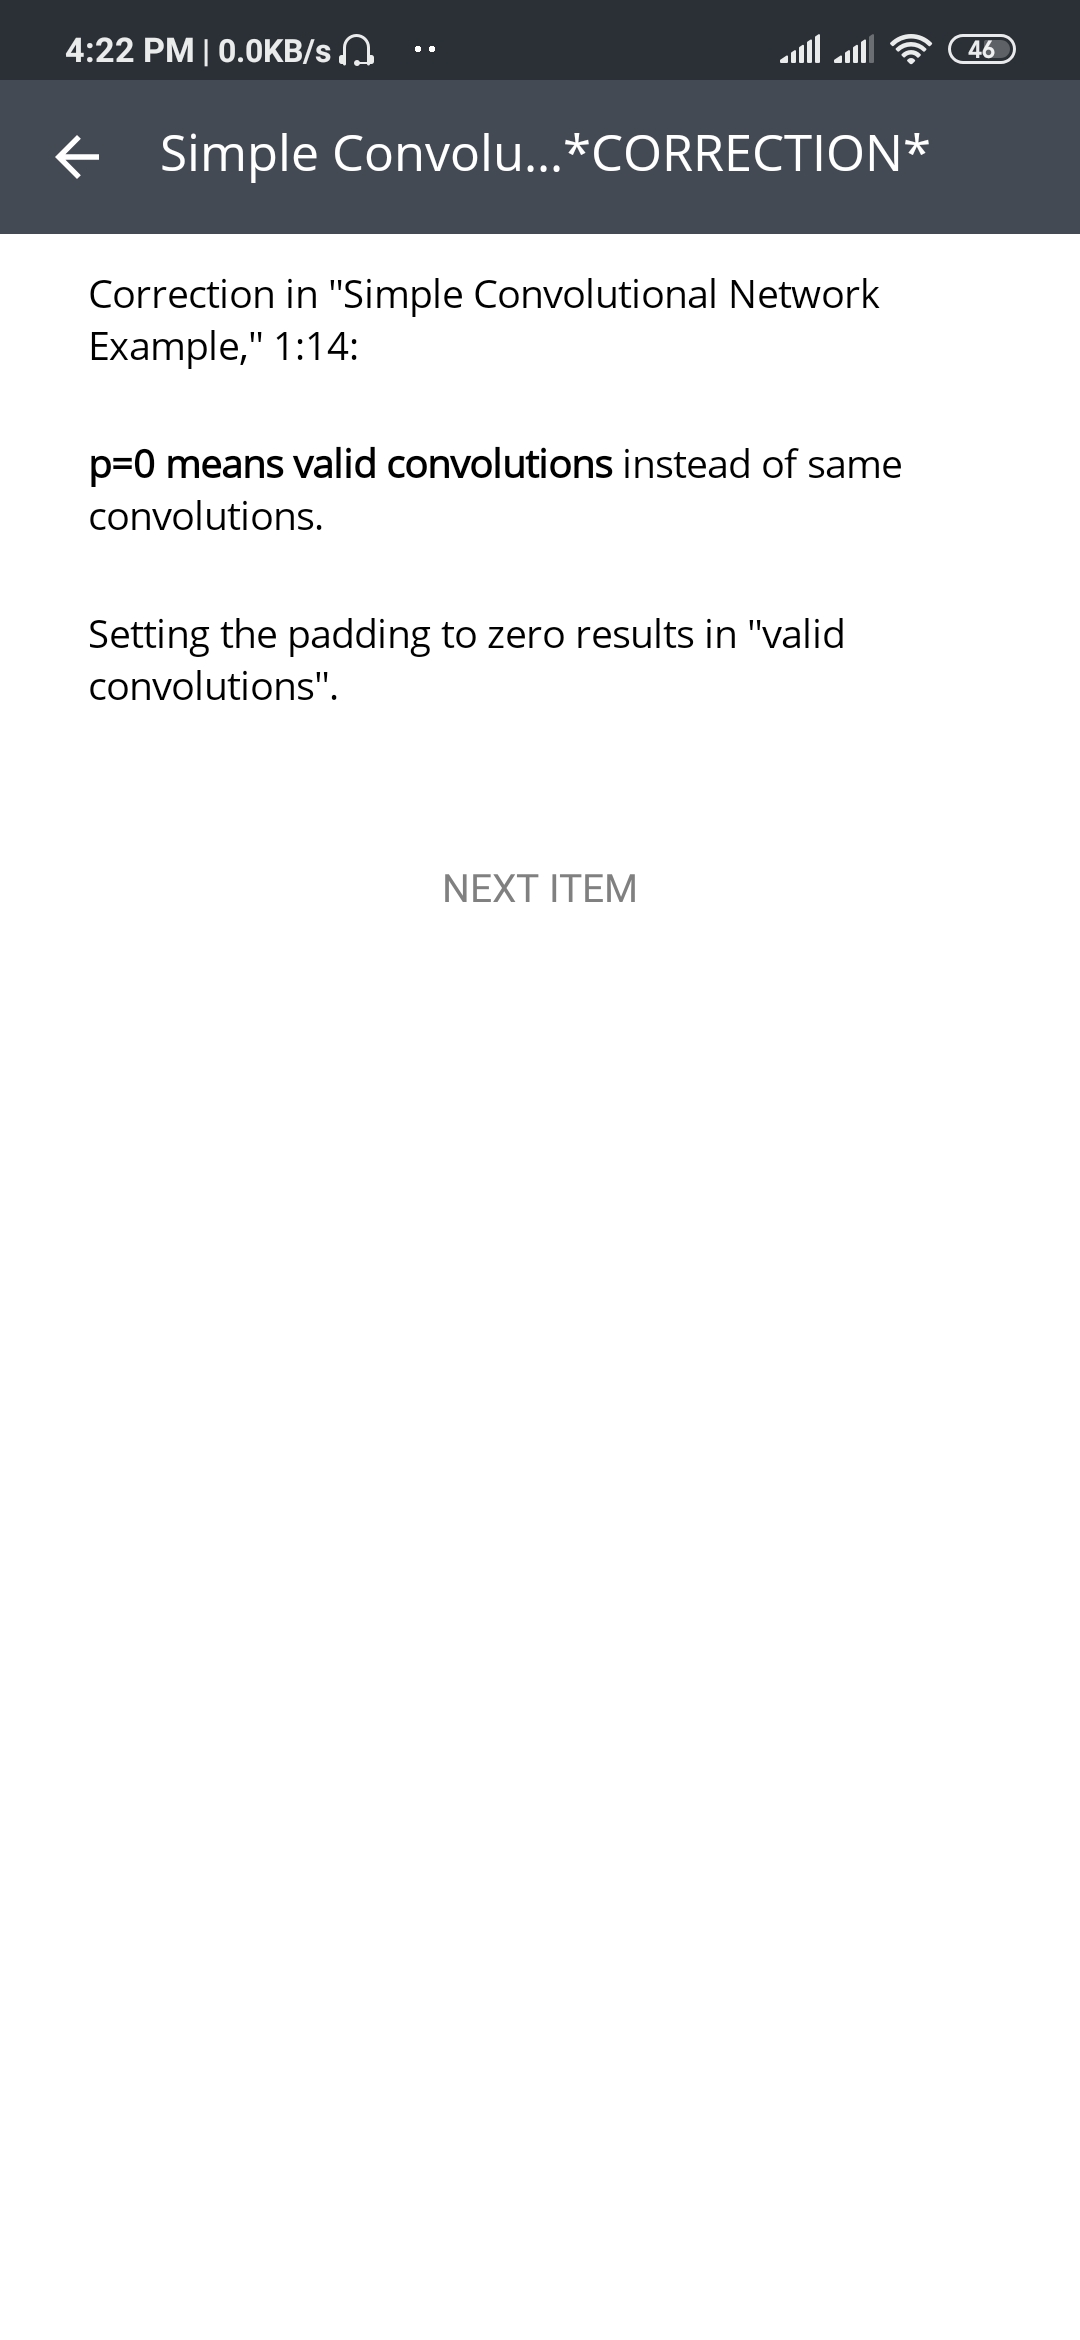 4:22 PM | 0.0KB/s
46
Simple Convolu...*CORRECTION*
Correction in "Simple Convolutional Network
Example," 1:14:
p=0 means valid convolutions instead of same
convolutions.
Setting the padding to zero results in "valid
convolutions".
NEXT ITEM